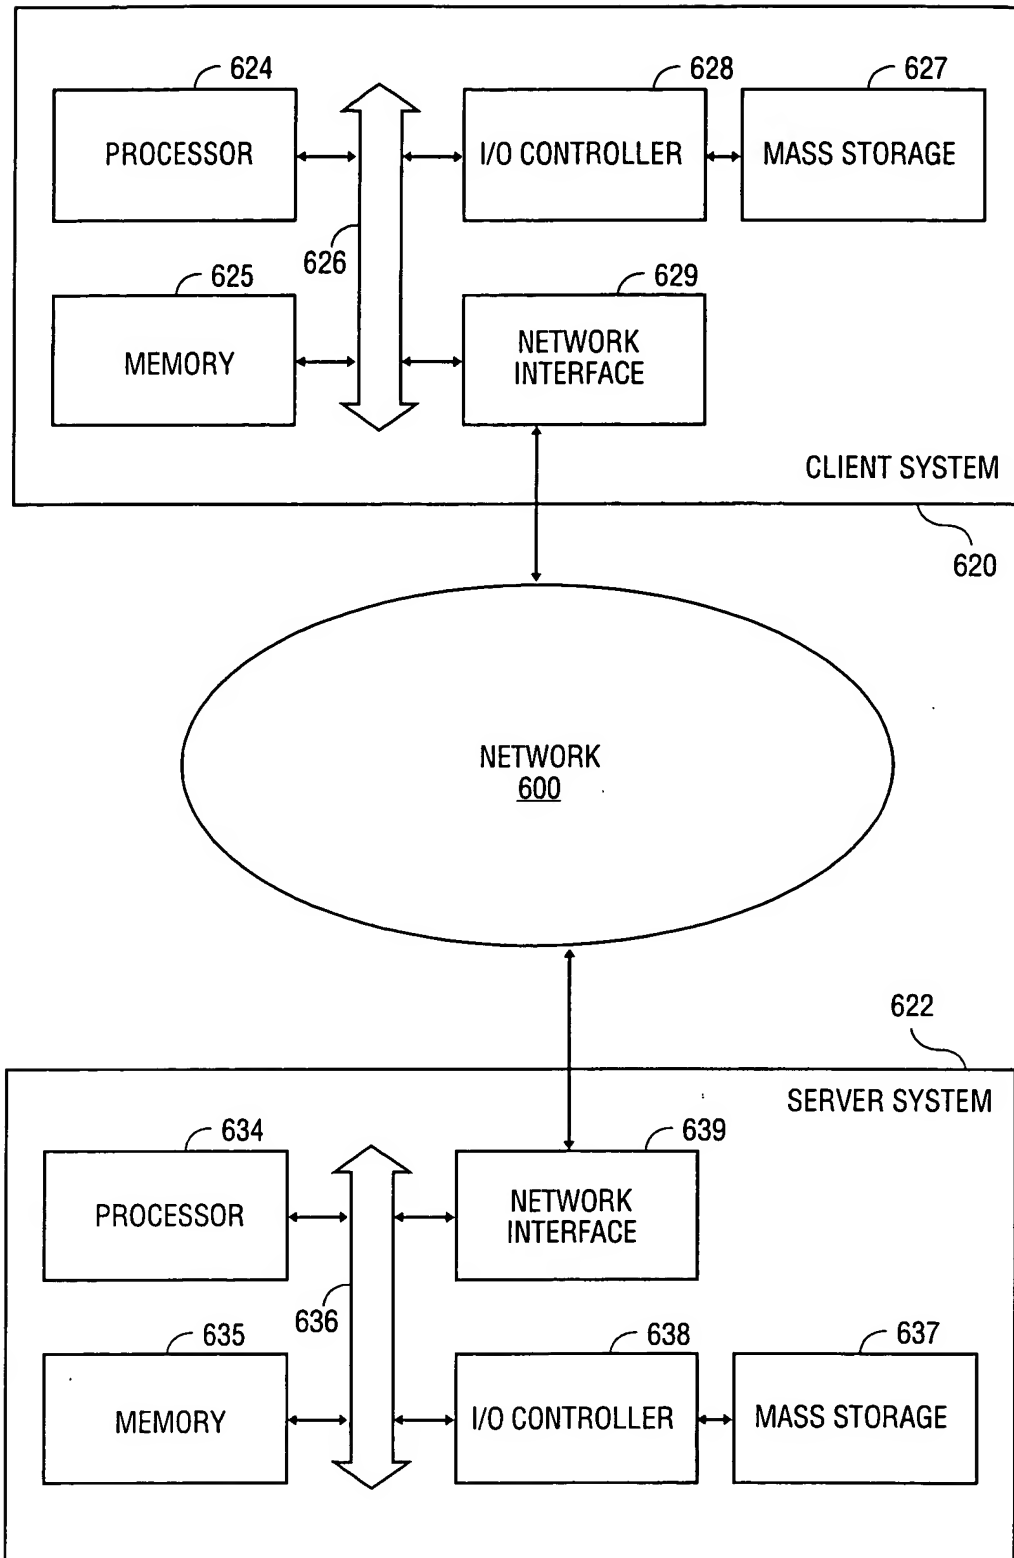 624
628
627
PROCESSOR
I/O CONTROLLER
MASS STORAGE
626
625
629
MEMORY
NETWORK
INTERFACE
CLIENT SYSTEM
620
NETWORK
600
622
SERVER SYSTEM
634
639
PROCESSOR
NETWORK
INTERFACE
636
635
638
637
MEMORY
I/O CONTROLLER
MASS STORAGE